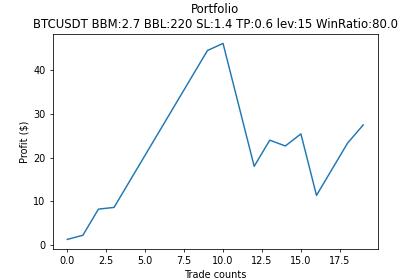 Portfolio
BTCUSDT BBM:2.7 BBL:220 SL:1.4 TP:0.6 lev:15 WinRatio:80.0
40
30
20
10
0
Profit ($)
0.0 2.5 5.0 7.5 10.0 12.5 15.0 17.5
Trade counts